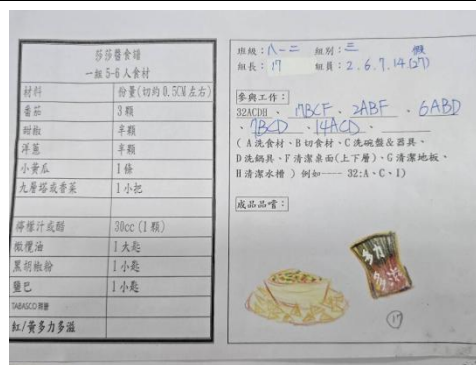 莎莎醬食譜
一組 5-6 人食材
材料 份量(切約 0.5CM 左右)
番茄 3 顆
甜椒 半顆
洋蔥 半顆
小黃瓜 1 條
九層塔或香菜 1 小把
檸檬汁或醋 30cc (1 顆)
橄欖油 1 大匙
黑胡椒粉 1 小匙
鹽巴 1 小匙
TABASCO
紅/黃多力多滋
班級:八-二 組別:三
組長:17 組員:2.6.7.14.(27)
參與工作:
32ACDH、17BCF、2ABF、6ABD
、7BCD、14ACD、
( A 洗食材、B 切食材、C 洗碗盤&器具、
D 洗鍋具、F 清潔桌面(上下層)、G 清潔地板、
H 清潔水槽 ) 例如---- 32:A、C、I)
成品品嚐:
多力
多滋
17